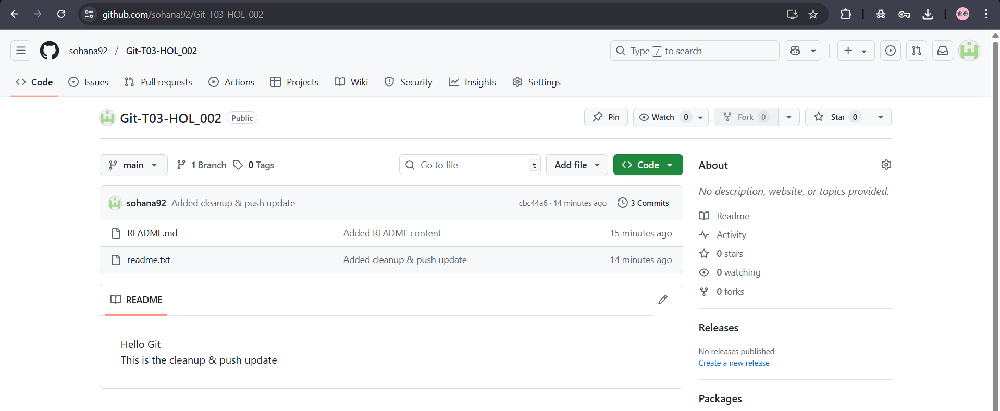 github.com/sohana92/Git-T03-HOL_002
sohana92 / Git-T03-HOL_002
Type / to search
Code Issues Pull requests Actions Projects Wiki Security Insights Settings
Git-T03-HOL_002 Public
Pin Watch 0 Fork 0 Star 0
main 1 Branch 0 Tags Go to file t Add file Code
sohana92 Added cleanup & push update cbc44a6 · 14 minutes ago 3 Commits
README.md Added README content 15 minutes ago
readme.txt Added cleanup & push update 14 minutes ago
README
Hello Git
This is the cleanup & push update
About
No description, website, or topics provided.
Readme
Activity
0 stars
0 watching
0 forks
Releases
No releases published
Create a new release
Packages